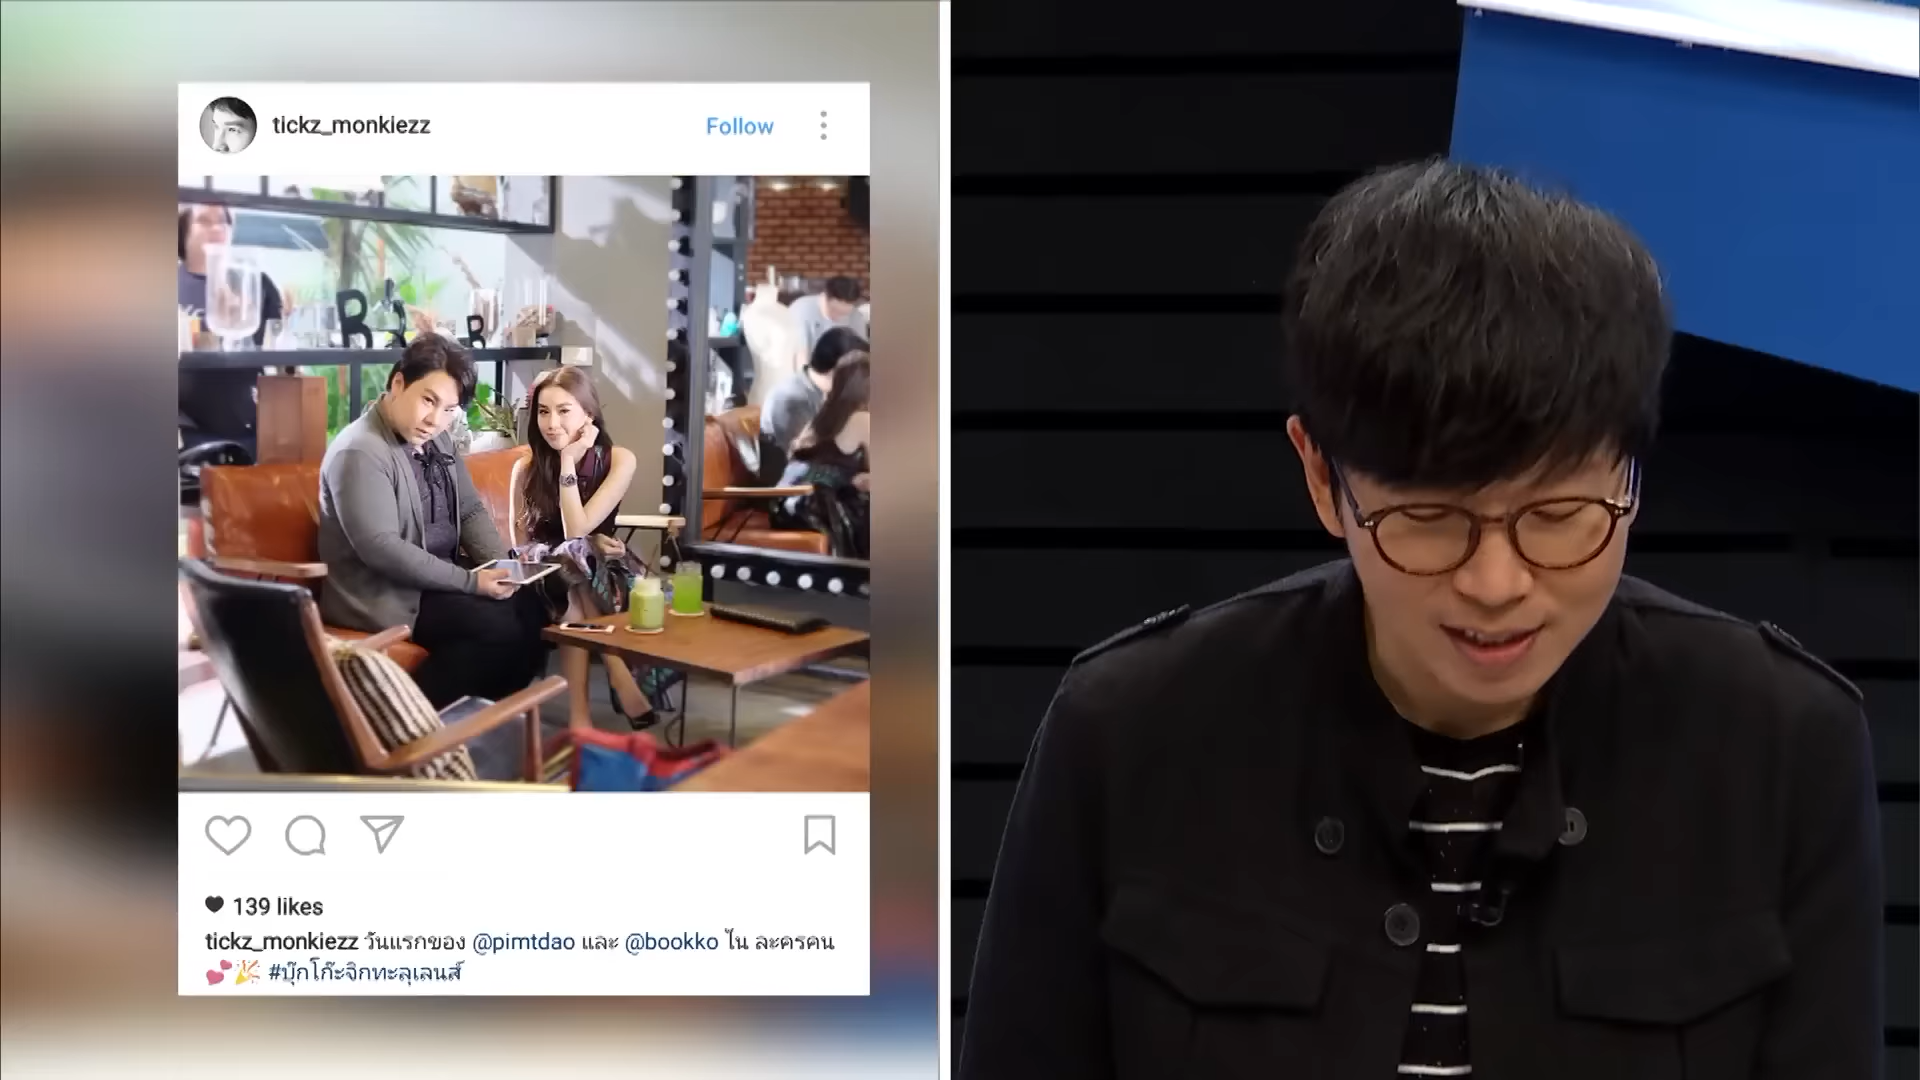 tickz_monkiezz
Follow
B
B
139 likes
tickz_monkiezz วันแรกของ @pimtdao และ @bookko ไน ละครคน
#บุ๊กโก๊ะจิกทะลุเลนส์